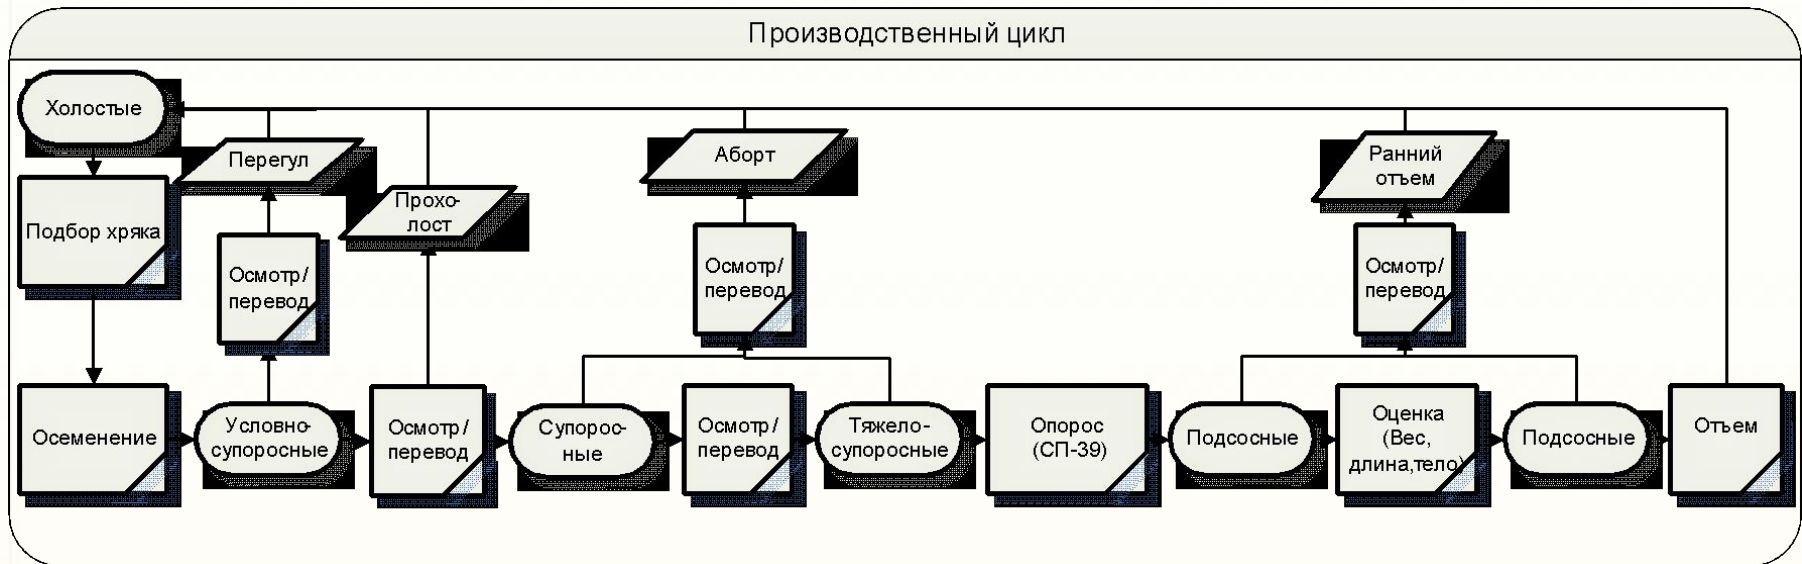 Производственный цикл
Холостые
Перегул
Аборт
Ранний
отъем
Прохо-
лост
Подбор хряка
Осмотр/
перевод
Осмотр/
перевод
Осмотр/
перевод
Осеменение
Условно-
супоросные
Осмотр/
перевод
Супорос-
ные
Осмотр/
перевод
Тяжело-
супоросные
Опорос
(СП-39)
Подсосные
Оценка
(Вес,
длина,тело)
Подсосные
Отъем